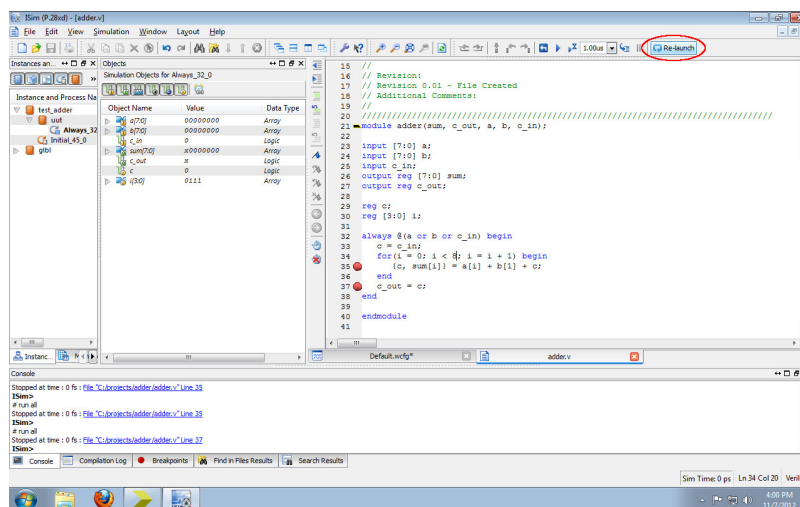 ISim (P.28xd) - [adder.v]
File Edit View Simulation Window Layout Help
1.00us
Re-launch
Instances an...
Objects
Simulation Objects for Always_32_0
Instance and Process Na
test_adder
uut
Always_32
Initial_45_0
glbl
Object Name Value Data Type
a[7:0] 00000000 Array
b[7:0] 00000000 Array
c_in 0 Logic
sum[7:0] x0000000 Array
c_out x Logic
c 0 Logic
i[3:0] 0111 Array
15 //
16 // Revision:
17 // Revision 0.01 - File Created
18 // Additional Comments:
19 //
20 //////////////////////////////////////////////////////////////////////////////////
21 module adder(sum, c_out, a, b, c_in);
22
23 input [7:0] a;
24 input [7:0] b;
25 input c_in;
26 output reg [7:0] sum;
27 output reg c_out;
28
29 reg c;
30 reg [3:0] i;
31
32 always @(a or b or c_in) begin
33 c = c_in;
34 for(i = 0; i < 8; i = i + 1) begin
35 {c, sum[i]} = a[i] + b[i] + c;
36 end
37 c_out = c;
38 end
39
40 endmodule
41
Instanc...
Default.wcfg*
adder.v
Console
Stopped at time : 0 fs : File "C:/projects/adder/adder.v" Line 35
ISim>
# run all
Stopped at time : 0 fs : File "C:/projects/adder/adder.v" Line 35
ISim>
# run all
Stopped at time : 0 fs : File "C:/projects/adder/adder.v" Line 37
ISim>
Console Compilation Log Breakpoints Find in Files Results Search Results
Sim Time: 0 ps Ln 34 Col 20 Veril
4:00 PM
11/7/2012